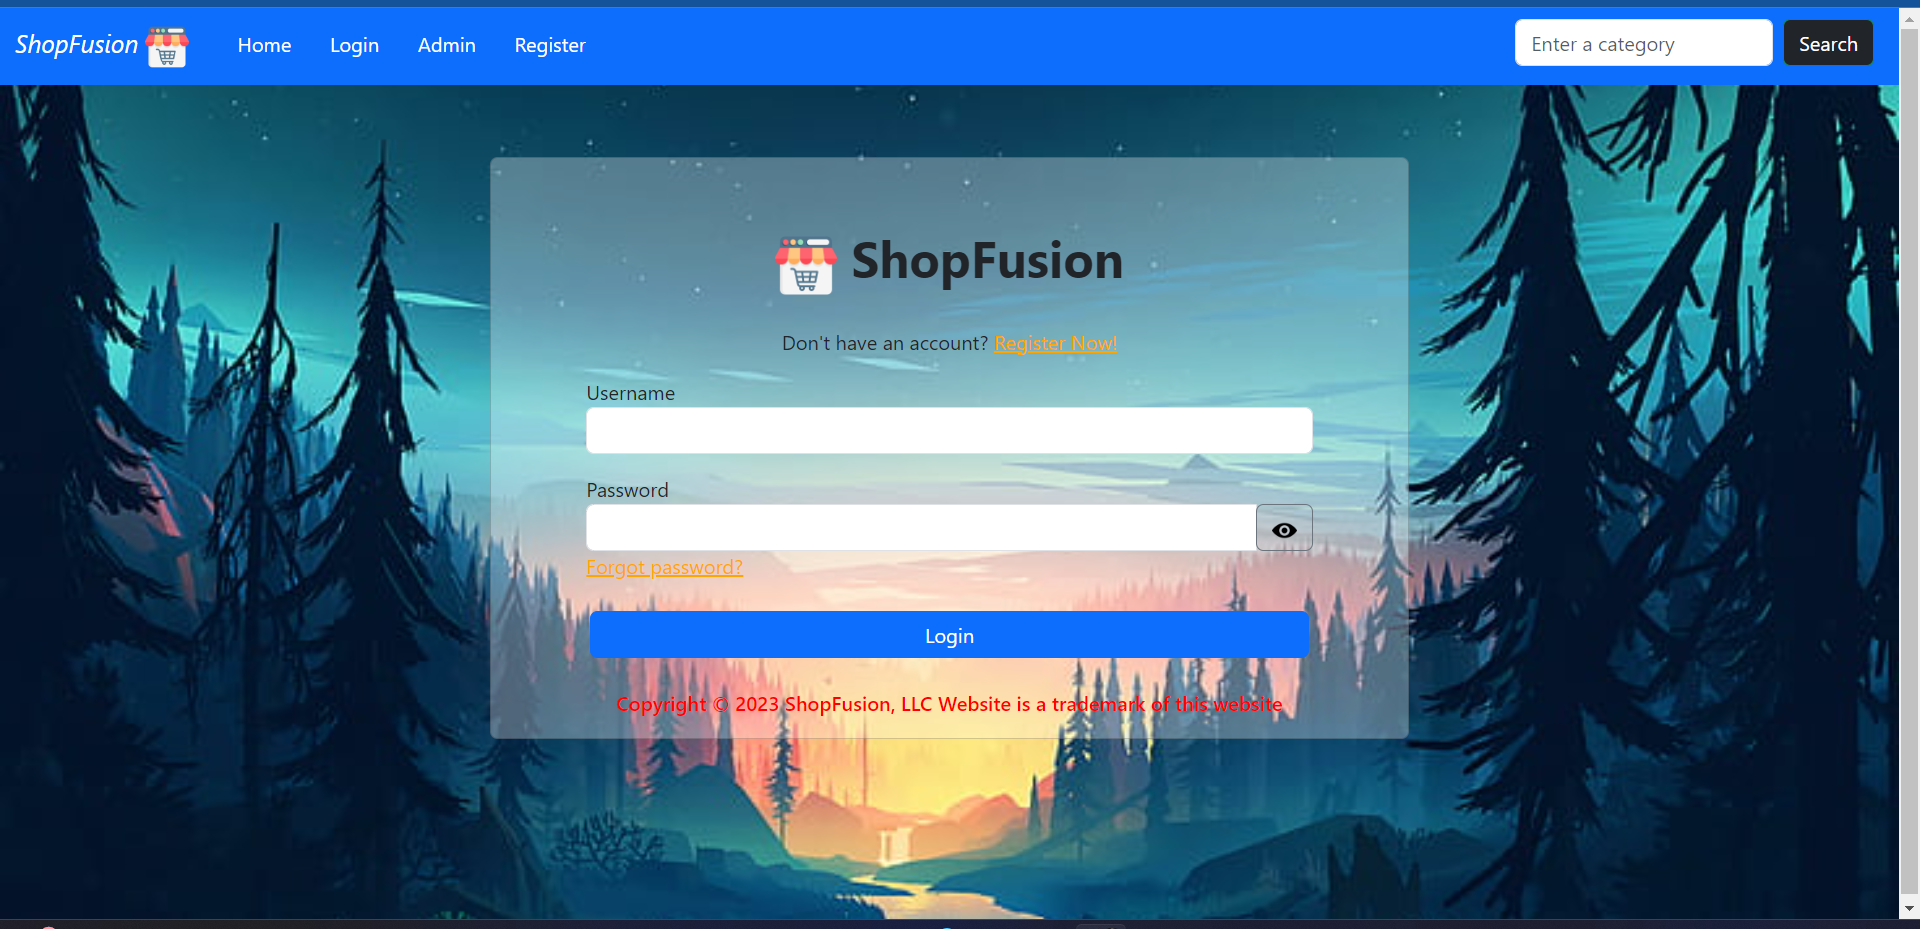 ShopFusion Home Login Admin Register Enter a category Search
ShopFusion
Don't have an account? Register Now!
Username
Password
Forgot password?
Login
Copyright © 2023 ShopFusion, LLC Website is a trademark of this website